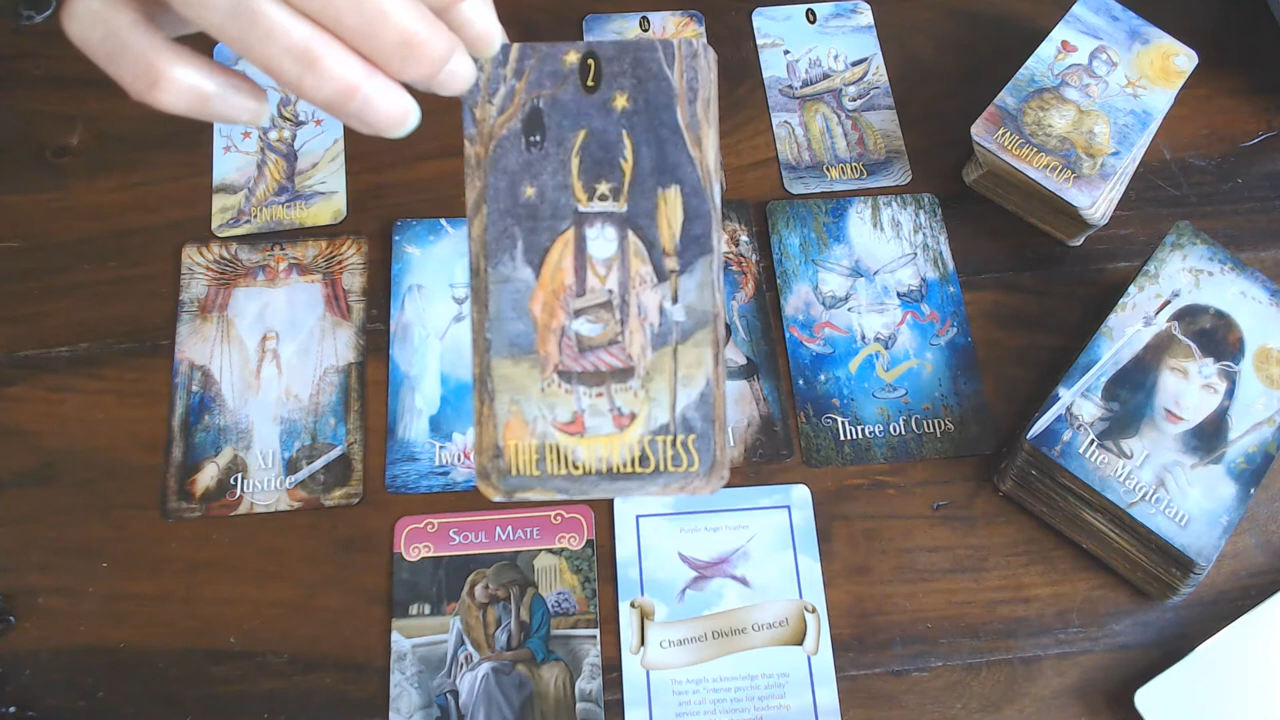 16
6
2
PENTACLES
SWORDS
KNIGHT OF CUPS
THE HIGH PRIESTESS
XI
Justice
Three of Cups
I
The Magician
SOUL MATE
Purple Angel Feather
Channel Divine Grace!
The Angels acknowledge that you
have an "intense psychic ability"
and call upon you for spiritual
service and visionary leadership